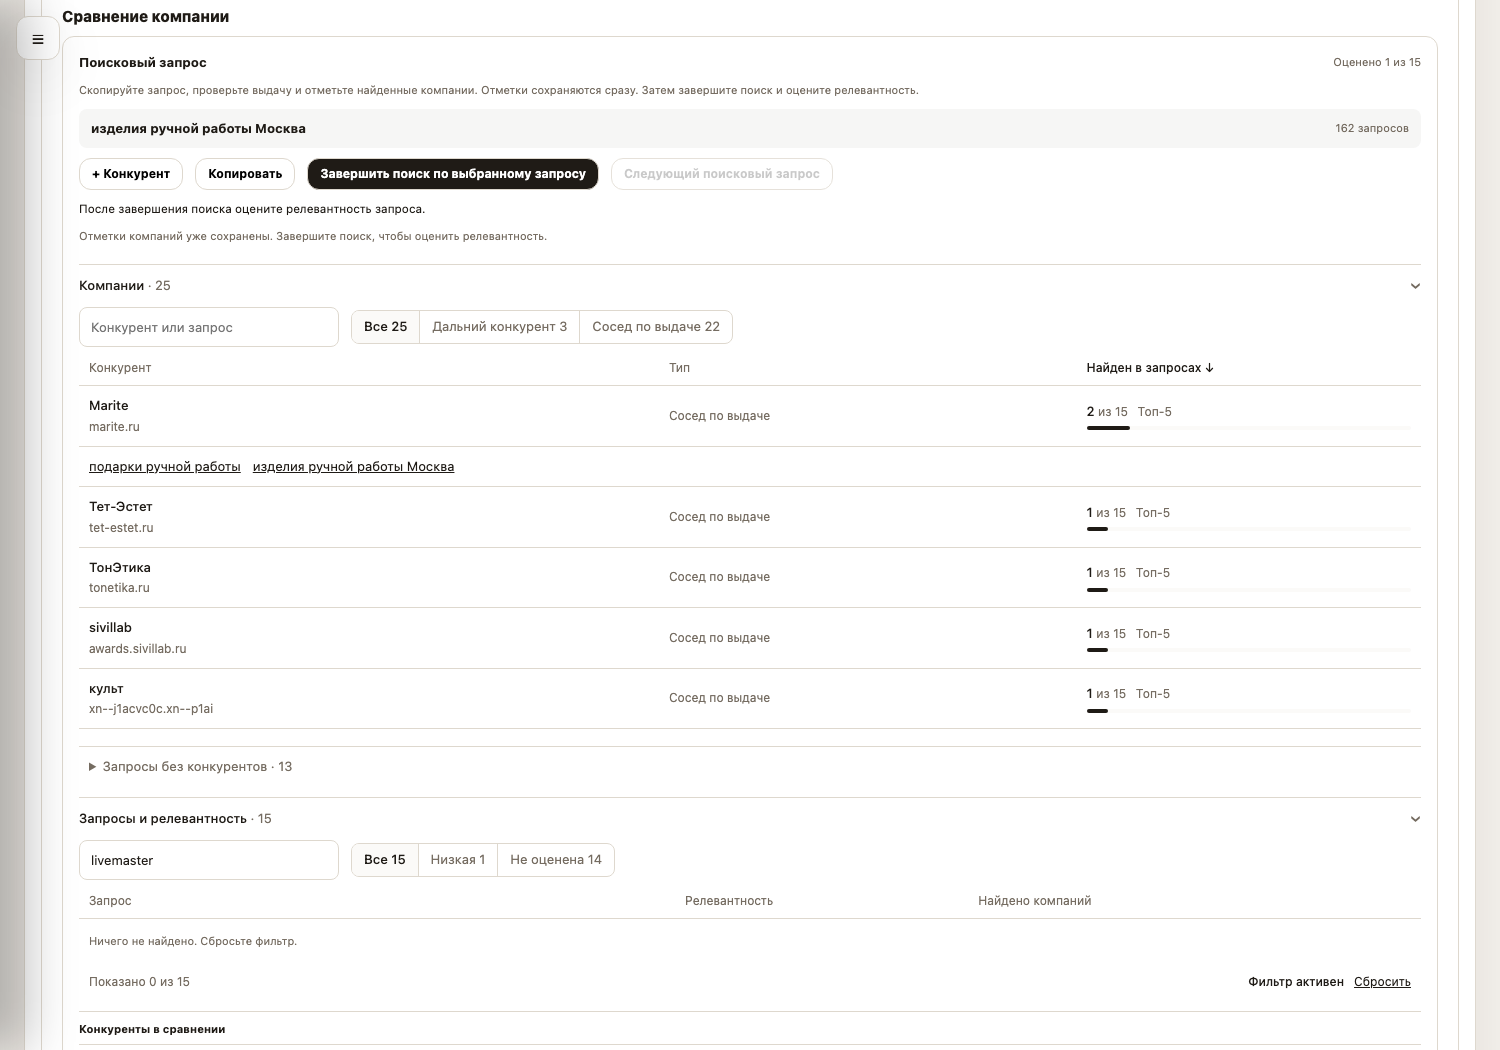 Сравнение компании
Поисковый запрос
Оценено 1 из 15
Скопируйте запрос, проверьте выдачу и отметьте найденные компании. Отметки сохраняются сразу. Затем завершите поиск и оцените релевантность.
изделия ручной работы Москва
162 запросов
+ Конкурент
Копировать
Завершить поиск по выбранному запросу
Следующий поисковый запрос
После завершения поиска оцените релевантность запроса.
Отметки компаний уже сохранены. Завершите поиск, чтобы оценить релевантность.
Компании · 25
Конкурент или запрос
Все 25
Дальний конкурент 3
Сосед по выдаче 22
Конкурент
Тип
Найден в запросах ↓
Marite
marite.ru
Сосед по выдаче
2 из 15 Топ-5
подарки ручной работы
изделия ручной работы Москва
Тет-Эстет
tet-estet.ru
Сосед по выдаче
1 из 15 Топ-5
ТонЭтика
tonetika.ru
Сосед по выдаче
1 из 15 Топ-5
sivillab
awards.sivillab.ru
Сосед по выдаче
1 из 15 Топ-5
культ
xn--j1acvc0c.xn--p1ai
Сосед по выдаче
1 из 15 Топ-5
Запросы без конкурентов · 13
Запросы и релевантность · 15
livemaster
Все 15
Низкая 1
Не оценена 14
Запрос
Релевантность
Найдено компаний
Ничего не найдено. Сбросьте фильтр.
Показано 0 из 15
Фильтр активен
Сбросить
Конкуренты в сравнении